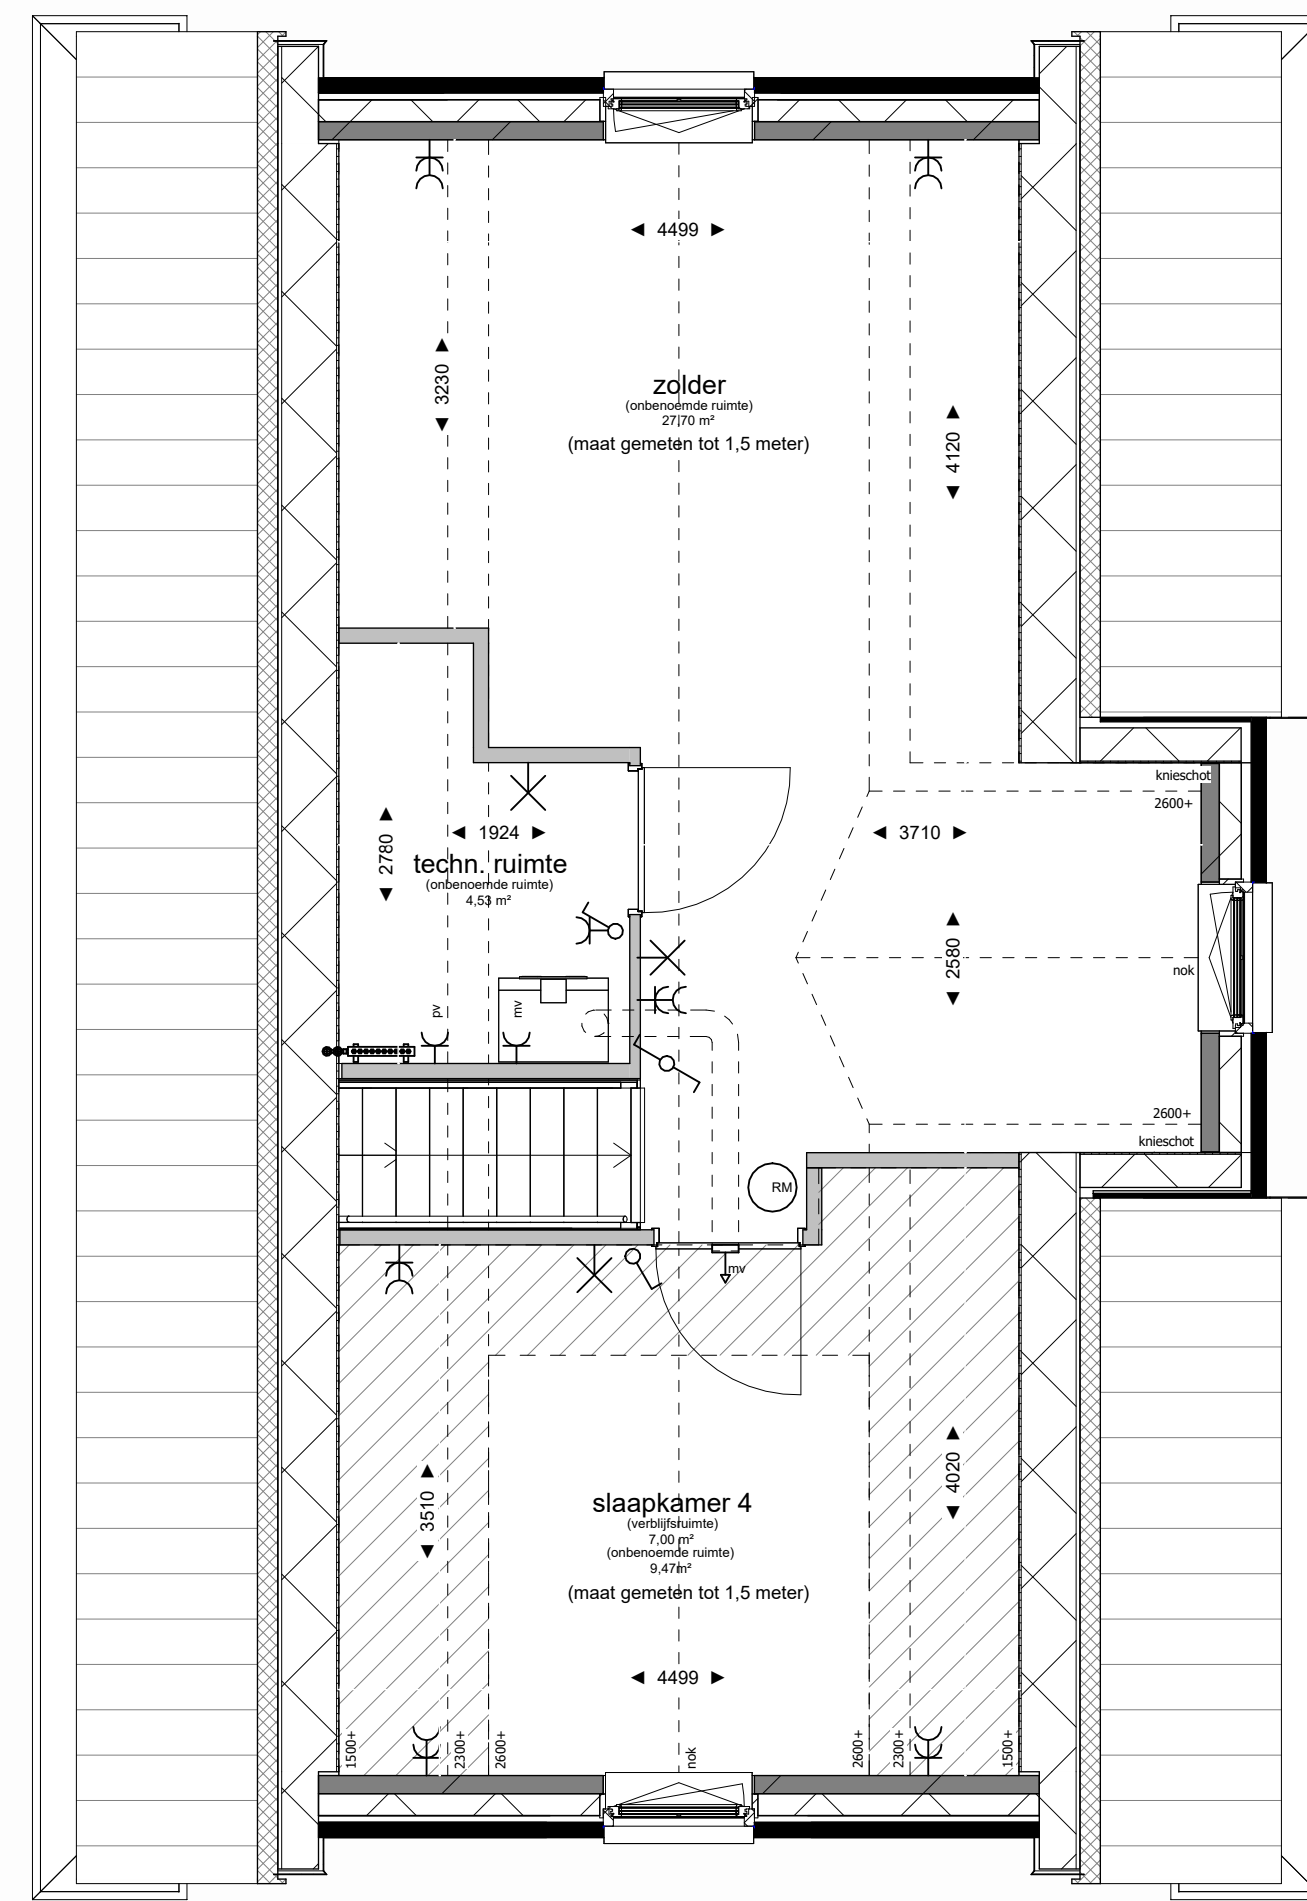 4499
3230
zolder
(onbenoemde ruimte)
27,70 m²
(maat gemeten tot 1,5 meter)
4120
knieschot
2600+
2780
1924
techn. ruimte
(onbenoemde ruimte)
4,53 m²
3710
2580
nok
pv
mv
2600+
knieschot
RM
mv
3510
4020
slaapkamer 4
(verblijfsruimte)
7,00 m²
(onbenoemde ruimte)
9,47m²
(maat gemeten tot 1,5 meter)
4499
1500+
2300+
2600+
nok
2600+
2300+
1500+